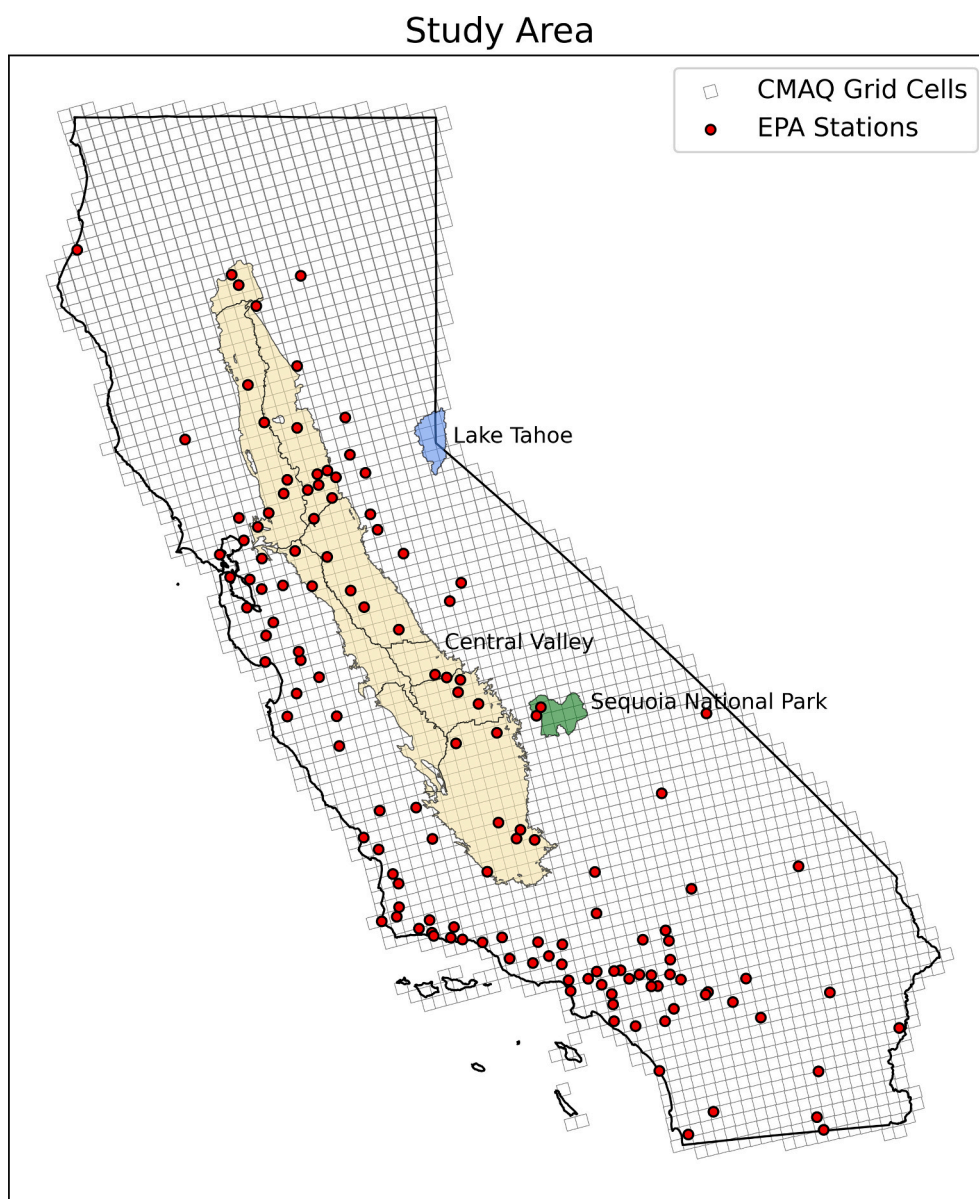 Study Area
CMAQ Grid Cells
EPA Stations
Lake Tahoe
Central Valley
Sequoia National Park